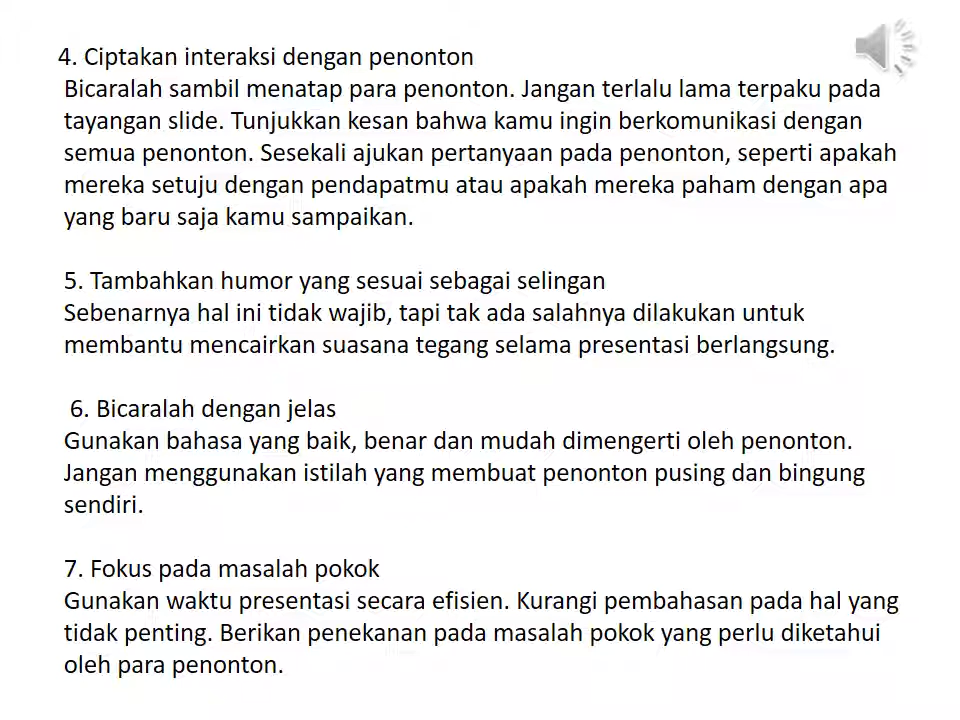 4. Ciptakan interaksi dengan penonton
Bicaralah sambil menatap para penonton. Jangan terlalu lama terpaku pada
tayangan slide. Tunjukkan kesan bahwa kamu ingin berkomunikasi dengan
semua penonton. Sesekali ajukan pertanyaan pada penonton, seperti apakah
mereka setuju dengan pendapatmu atau apakah mereka paham dengan apa
yang baru saja kamu sampaikan.
5. Tambahkan humor yang sesuai sebagai selingan
Sebenarnya hal ini tidak wajib, tapi tak ada salahnya dilakukan untuk
membantu mencairkan suasana tegang selama presentasi berlangsung.
6. Bicaralah dengan jelas
Gunakan bahasa yang baik, benar dan mudah dimengerti oleh penonton.
Jangan menggunakan istilah yang membuat penonton pusing dan bingung
sendiri.
7. Fokus pada masalah pokok
Gunakan waktu presentasi secara efisien. Kurangi pembahasan pada hal yang
tidak penting. Berikan penekanan pada masalah pokok yang perlu diketahui
oleh para penonton.